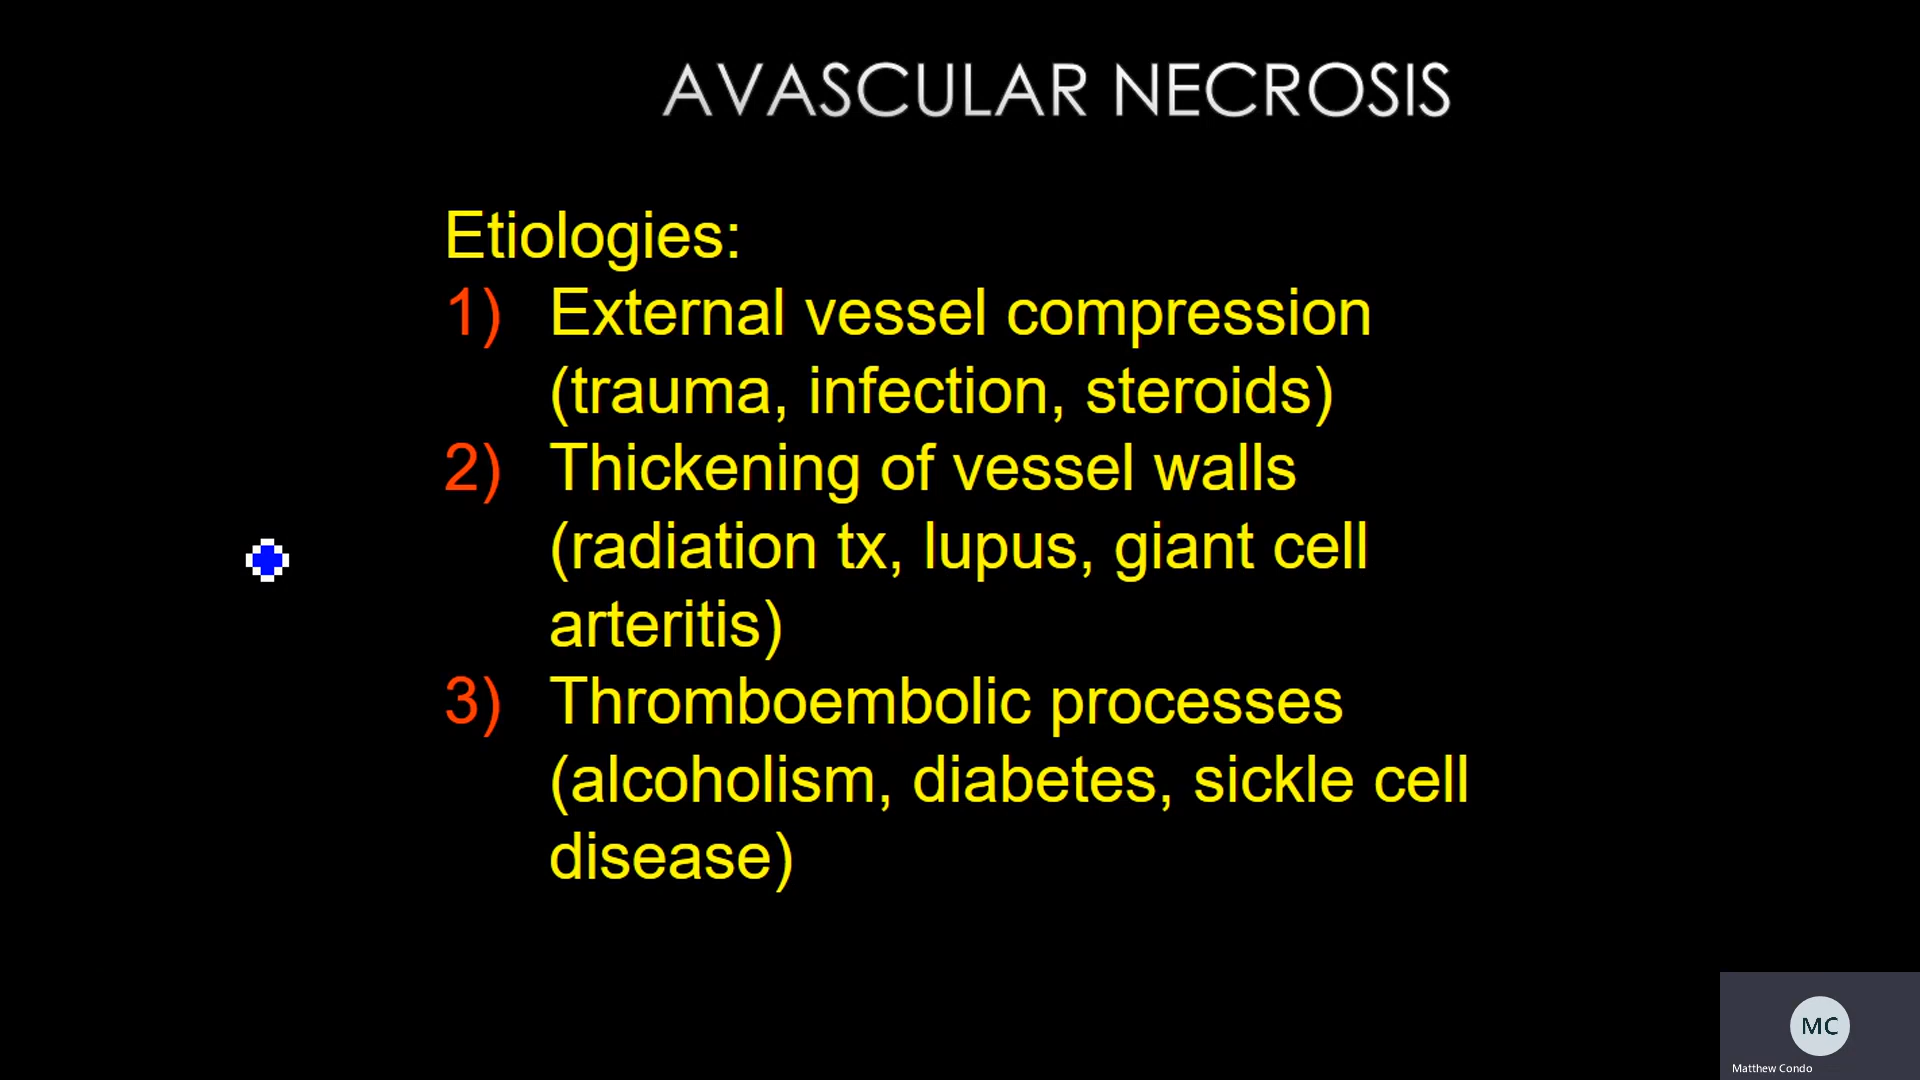 AVASCULAR NECROSIS
Etiologies:
1) External vessel compression
(trauma, infection, steroids)
2) Thickening of vessel walls
(radiation tx, lupus, giant cell
arteritis)
3) Thromboembolic processes
(alcoholism, diabetes, sickle cell
disease)
MC
Matthew Condo